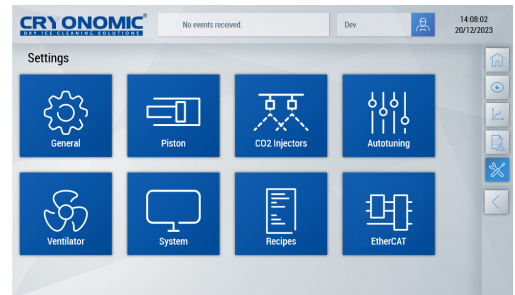 CRYONOMIC®
DRY ICE CLEANING SOLUTIONS
No events received.
Dev
14:08:02
20/12/2023
Settings
General
Piston
CO2 Injectors
Autotuning
Ventilator
System
Recipes
EtherCAT